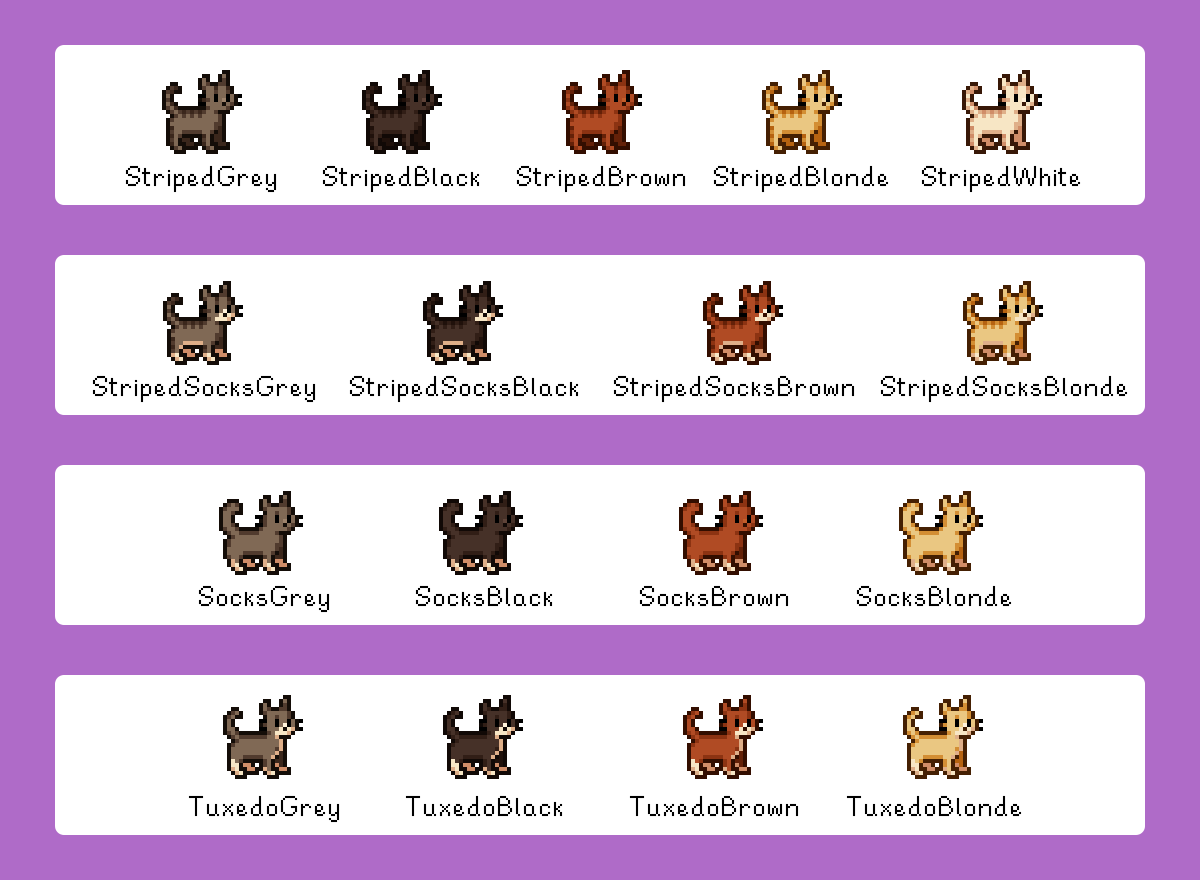 StripedGrey StripedBlack StripedBrown StripedBlonde StripedWhite
StripedSocksGrey StripedSocksBlack StripedSocksBrown StripedSocksBlonde
SocksGrey SocksBlack SocksBrown SocksBlonde
TuxedoGrey TuxedoBlack TuxedoBrown TuxedoBlonde